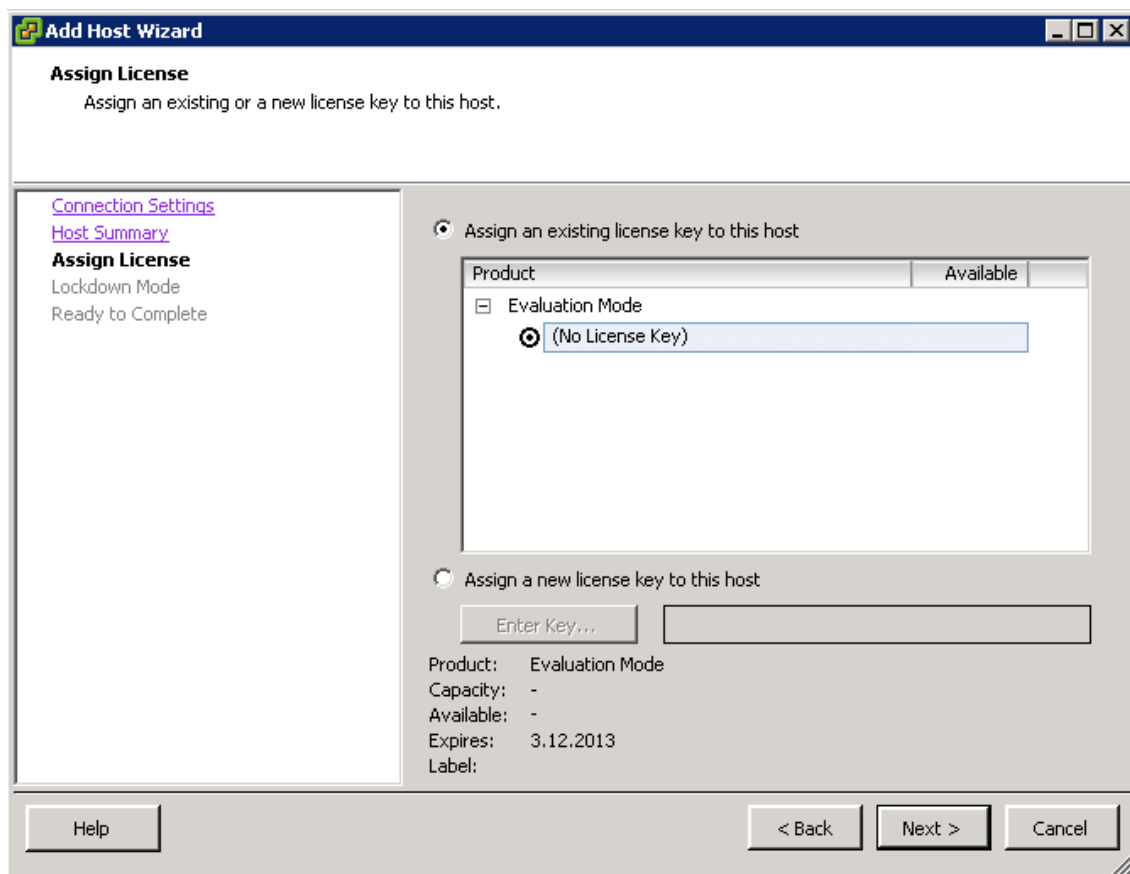 Add Host Wizard
Assign License
Assign an existing or a new license key to this host.
Connection Settings
Host Summary
Assign License
Lockdown Mode
Ready to Complete
Assign an existing license key to this host
Product Available
Evaluation Mode
(No License Key)
Assign a new license key to this host
Enter Key...
Product: Evaluation Mode
Capacity: -
Available: -
Expires: 3.12.2013
Label:
Help < Back Next > Cancel